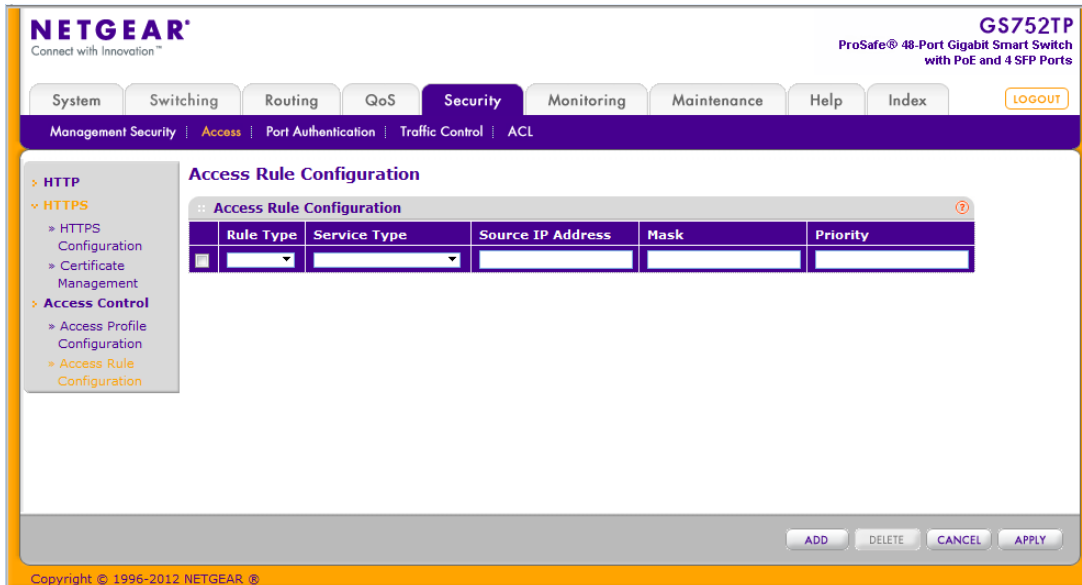 NETGEAR®
Connect with Innovation™
GS752TP
ProSafe® 48-Port Gigabit Smart Switch
with PoE and 4 SFP Ports
System Switching Routing QoS Security Monitoring Maintenance Help Index LOGOUT
Management Security | Access | Port Authentication | Traffic Control | ACL
HTTP
HTTPS
» HTTPS
Configuration
» Certificate
Management
Access Control
» Access Profile
Configuration
» Access Rule
Configuration
Access Rule Configuration
Access Rule Configuration ?
Rule Type Service Type Source IP Address Mask Priority
ADD DELETE CANCEL APPLY
Copyright © 1996-2012 NETGEAR ®